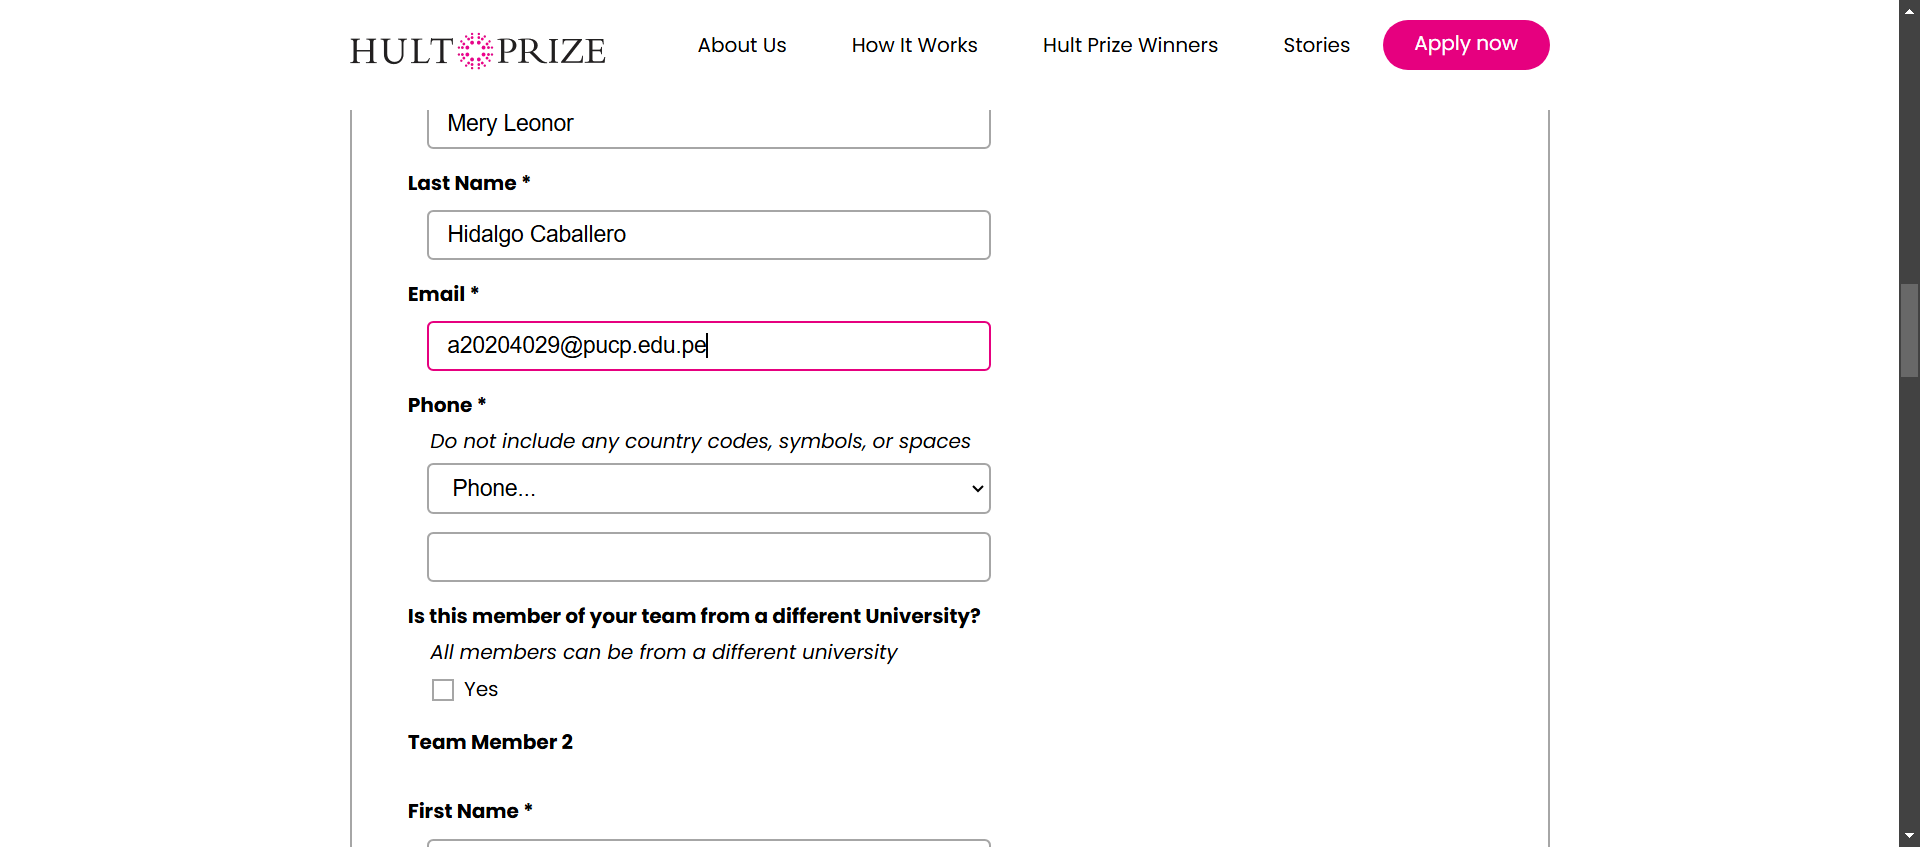 HULT PRIZE
About Us
How It Works
Hult Prize Winners
Stories
Apply now
Mery Leonor
Last Name *
Hidalgo Caballero
Email *
a20204029@pucp.edu.pe
Phone *
Do not include any country codes, symbols, or spaces
Phone...
Is this member of your team from a different University?
All members can be from a different university
Yes
Team Member 2
First Name *